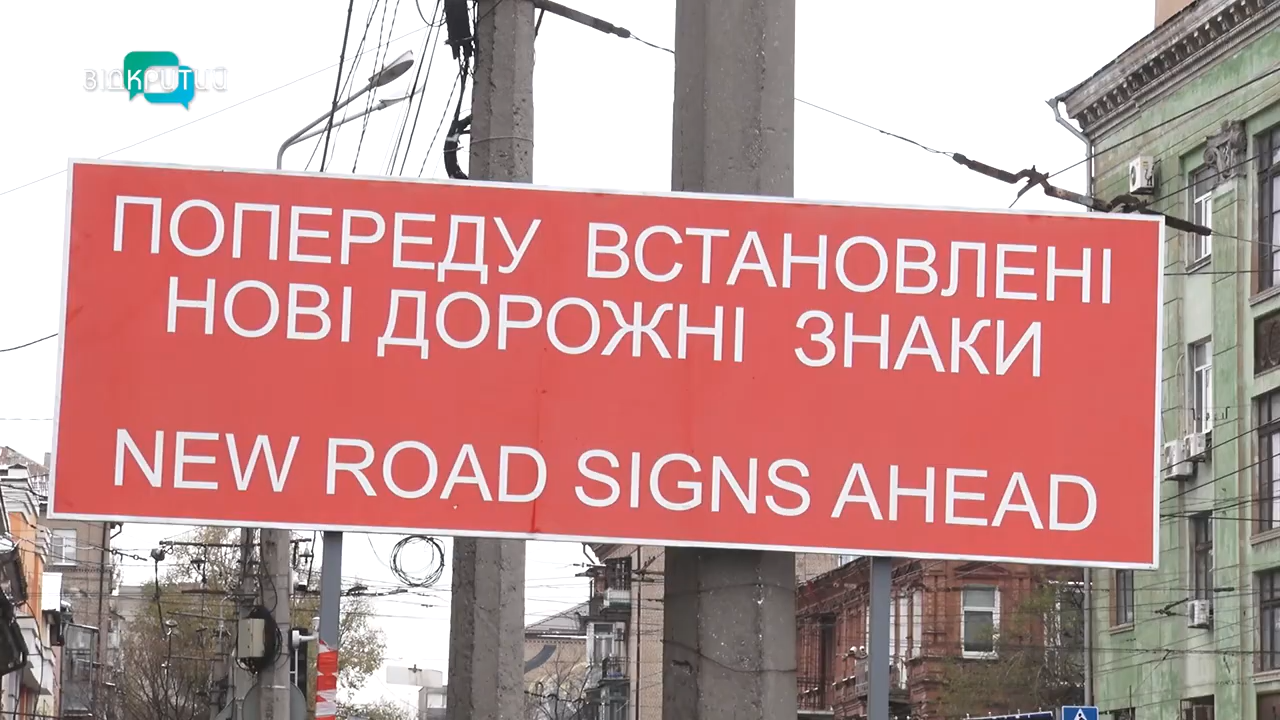 ВІДКРИТИЙ
ПОПЕРЕДУ ВСТАНОВЛЕНІ
НОВІ ДОРОЖНІ ЗНАКИ
NEW ROAD SIGNS AHEAD